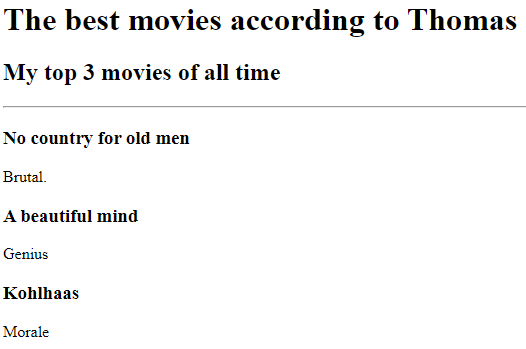 The best movies according to Thomas
My top 3 movies of all time
No country for old men
Brutal.
A beautiful mind
Genius
Kohlhaas
Morale